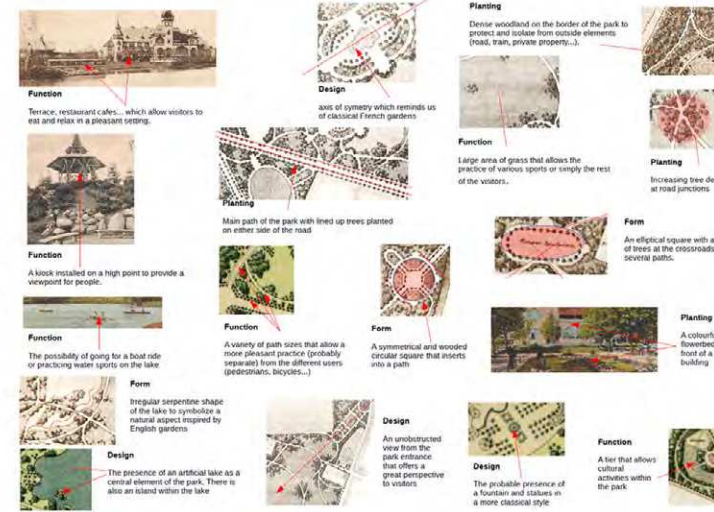 Function
Terrace, restaurant cafes... which allow visitors to
eat and relax in a pleasant setting.
Function
A kiosk installed on a high point to provide a
viewpoint for people.
Function
The possibility of going for a boat ride
or practicing water sports on the lake
Form
Irregular serpentine shape
of the lake to symbolize a
natural aspect inspired by
English gardens
Design
The presence of an artificial lake as a
central element of the park. There is
also an island within the lake
Design
axis of symetry which reminds us
of classical French gardens
Planting
Main path of the park with lined up trees planted
on either side of the road
Function
A variety of path sizes that allow a
more pleasant practice (probably
separate) from the different users
(pedestrians, bicycles...)
Form
A symmetrical and wooded
circular square that inserts
into a path
Design
An unobstructed
view from the
park entrance
that offers a
great perspective
to visitors
Planting
Dense woodland on the border of the park to
protect and isolate from outside elements
(road, train, private property...).
Function
Large area of grass that allows the
practice of various sports or simply the rest
of the visitors.
Planting
Increasing tree de
at road junctions
Form
An elliptical square with a
of trees at the crossroads
several paths.
Planting
A colourfu
flowerbed
front of a
building
Design
The probable presence of
a fountain and statues in
a more classical style
Function
A tier that allows
cultural
activities within
the park